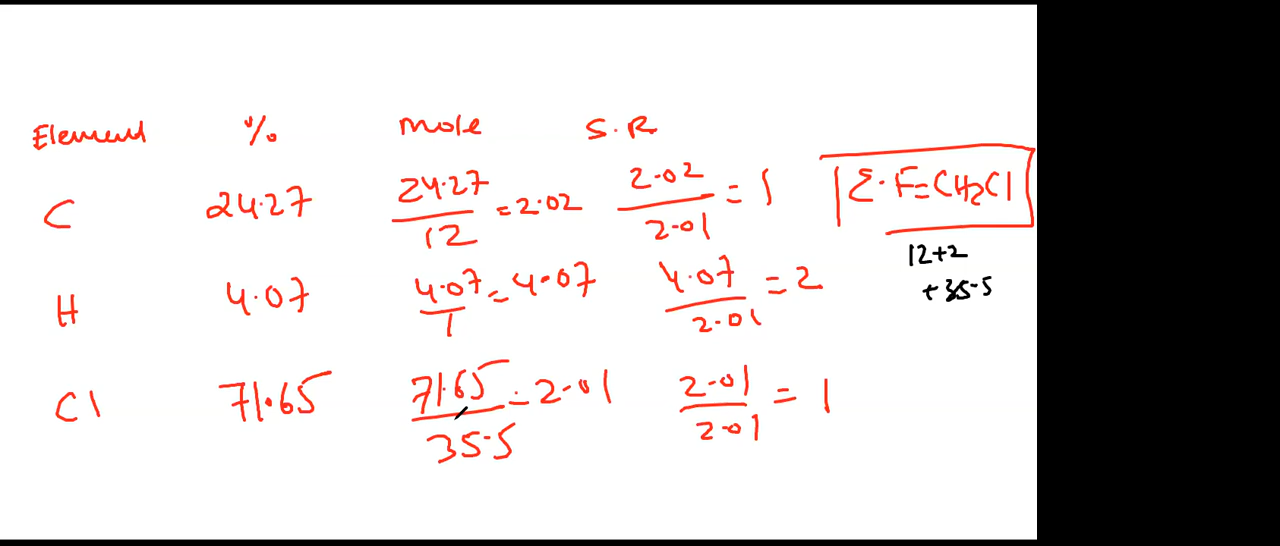 Element % mole S.R
C 24.27 24.27/12 = 2.02 2.02/2.01 = 1 E.F=CH2Cl
12+2
+35.5
H 4.07 4.07/1 = 4.07 4.07/2.01 = 2
Cl 71.65 71.65/35.5 = 2.01 2.01/2.01 = 1